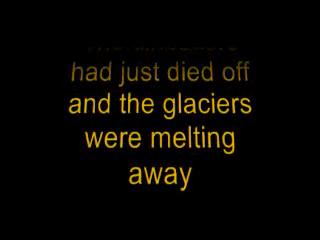 had just died off
and the glaciers
were melting
away